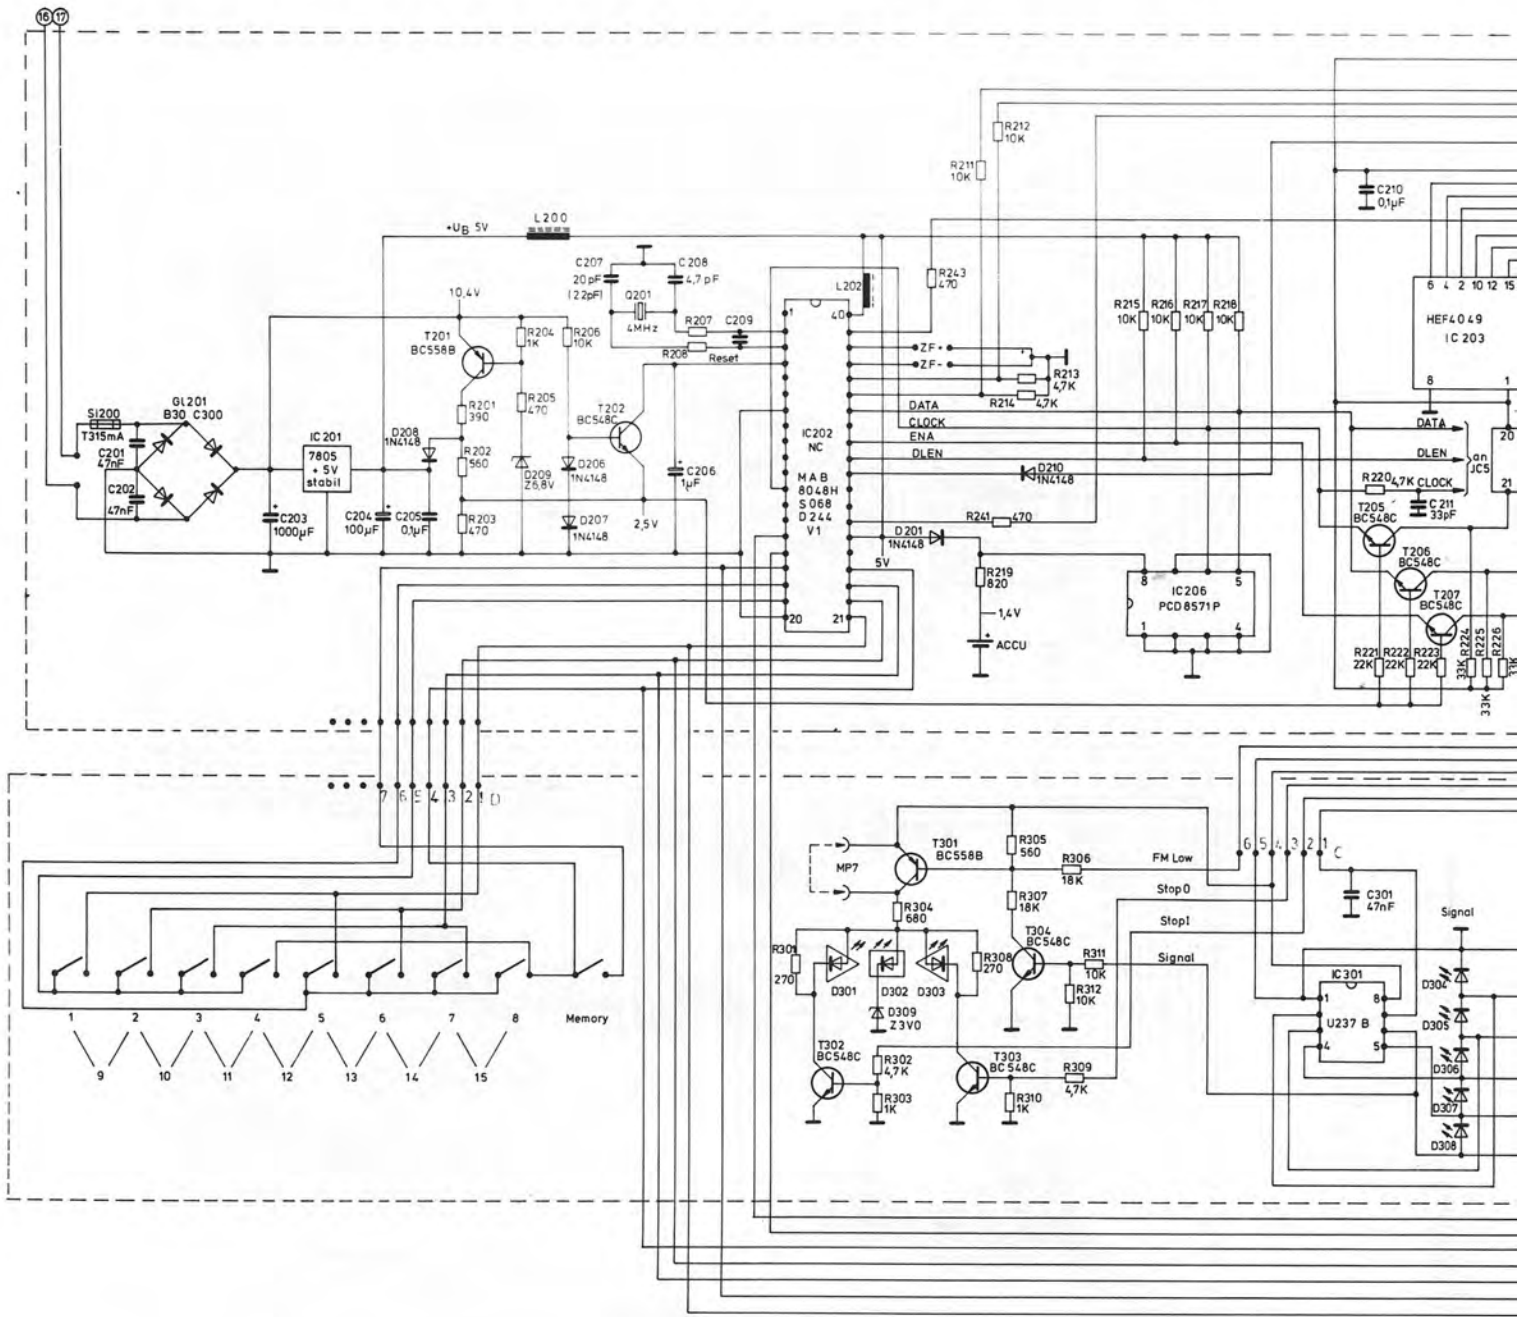 16 17
R212
10K
R211
10K
C210
0,1µF
+UB 5V
L200
C207
20pF
(22pF)
C208
4,7pF
Q201
4MHz
10,4V
T201
BC558B
R204
1K
R206
10K
R207
C209
R208
Reset
1
40
L202
R243
470
R215
10K
R216
10K
R217
10K
R218
10K
6 4 2 10 12 15
HEF4049
IC 203
8
1
ZF+
ZF-
R213
4,7K
R214
4,7K
DATA
CLOCK
ENA
DLEN
Si200
T315mA
GL201
B30 C300
C201
47nF
C202
47nF
IC 201
7805
+ 5V
stabil
D208
1N4148
R201
390
R202
560
R203
470
R205
470
D209
Z6,8V
T202
BC548C
D206
1N4148
D207
1N4148
C206
1µF
2,5V
C203
1000µF
C204
100µF
C205
0,1µF
IC202
NC
MAB
8048H
S068
D244
V1
20
21
D210
1N4148
R241
470
D201
1N4148
5V
R219
820
1,4V
ACCU
8
5
IC206
PCD8571P
1
4
DATA
DLEN
an
JC5
20
21
R220
4,7K
CLOCK
C211
33pF
T205
BC548C
T206
BC548C
T207
BC548C
R221
22K
R222
22K
R223
22K
R224
33K
R225
33K
R226
33K
7 6 5 4 3 2 1 D
1 2 3 4 5 6 7 8 Memory
9 10 11 12 13 14 15
MP7
T301
BC558B
R305
560
R306
18K
FM Low
R304
680
R307
18K
Stop0
Stop1
R301
270
D301
D302
D303
R308
270
T304
BC548C
R311
10K
R312
10K
Signal
D309
Z3V0
T302
BC548C
R302
4,7K
R303
1K
T303
BC548C
R309
4,7K
R310
1K
6 5 4 3 2 1 C
C301
47nF
Signal
IC301
1
8
U237 B
4
5
D304
D305
D306
D307
D308